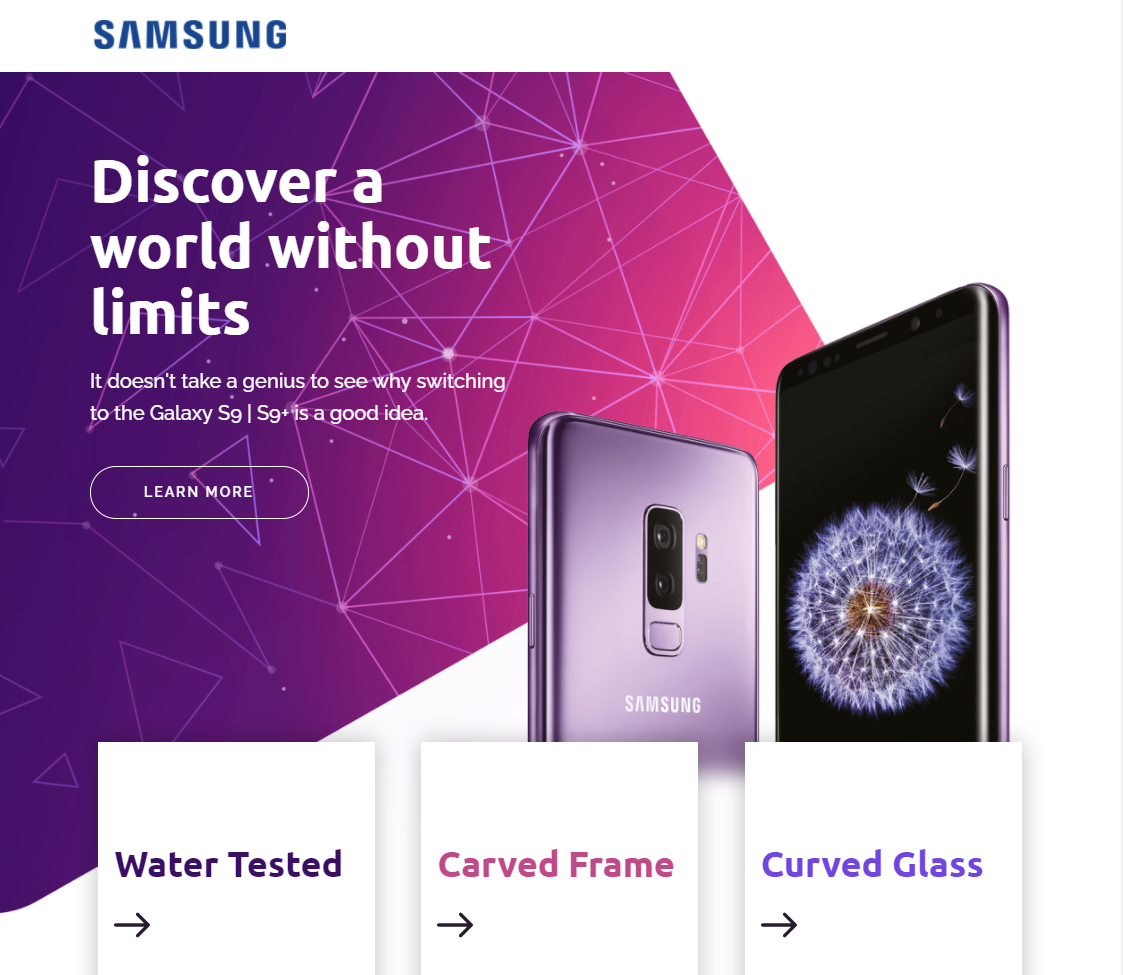 SAMSUNG
Discover a
world without
limits
It doesn't take a genius to see why switching
to the Galaxy S9 | S9+ is a good idea.
LEARN MORE
SAMSUNG
Water Tested
Carved Frame
Curved Glass